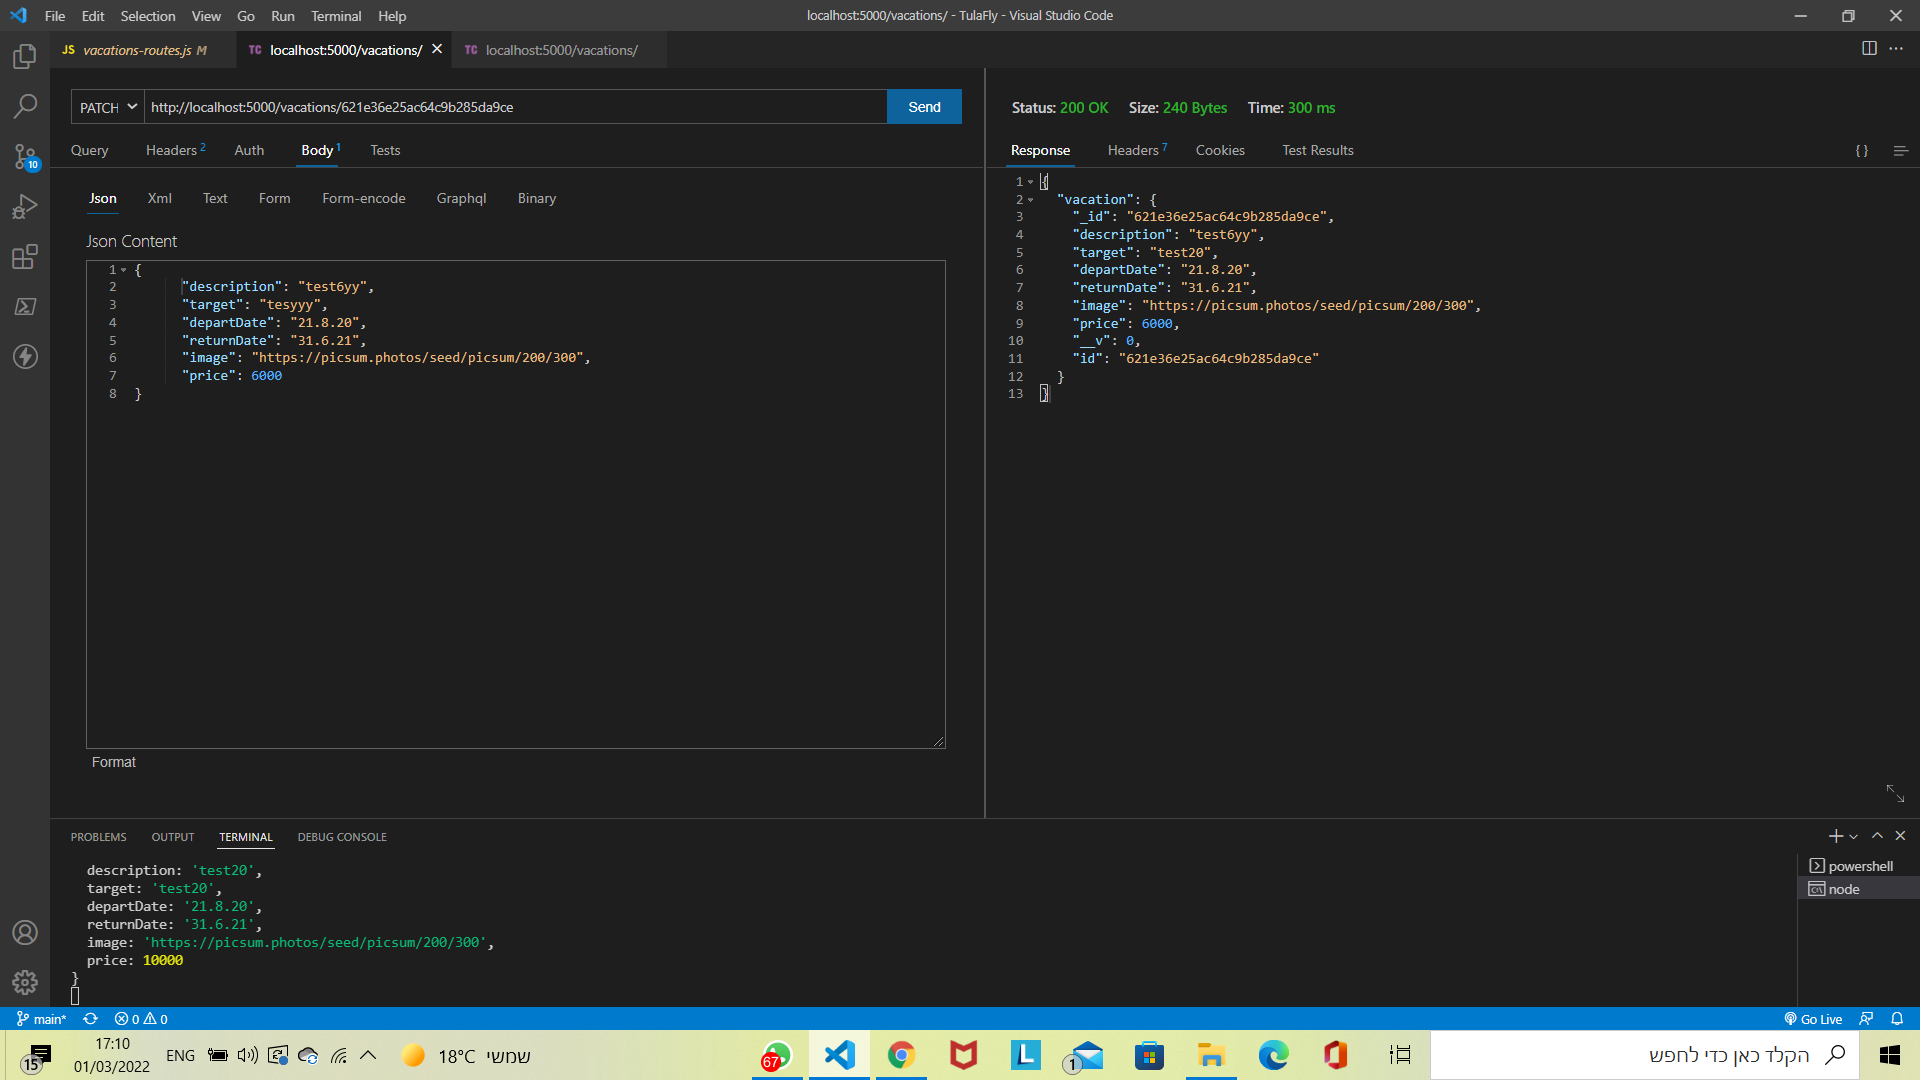 File Edit Selection View Go Run Terminal Help
localhost:5000/vacations/ - TulaFly - Visual Studio Code
JS vacations-routes.js M
TC localhost:5000/vacations/
TC localhost:5000/vacations/
PATCH http://localhost:5000/vacations/621e36e25ac64c9b285da9ce Send
Query Headers 2 Auth Body 1 Tests
Json Xml Text Form Form-encode Graphql Binary
Json Content
1 {
2 "description": "test6yy",
3 "target": "tesyyy",
4 "departDate": "21.8.20",
5 "returnDate": "31.6.21",
6 "image": "https://picsum.photos/seed/picsum/200/300",
7 "price": 6000
8 }
Format
Status: 200 OK Size: 240 Bytes Time: 300 ms
Response Headers 7 Cookies Test Results { }
1 {
2 "vacation": {
3 "_id": "621e36e25ac64c9b285da9ce",
4 "description": "test6yy",
5 "target": "test20",
6 "departDate": "21.8.20",
7 "returnDate": "31.6.21",
8 "image": "https://picsum.photos/seed/picsum/200/300",
9 "price": 6000,
10 "__v": 0,
11 "id": "621e36e25ac64c9b285da9ce"
12 }
13 }
10
PROBLEMS OUTPUT TERMINAL DEBUG CONSOLE
description: 'test20',
target: 'test20',
departDate: '21.8.20',
returnDate: '31.6.21',
image: 'https://picsum.photos/seed/picsum/200/300',
price: 10000
}
powershell
node
main* 0 0 Go Live
15
17:10
01/03/2022
ENG
18°C שמשי
67
L
1
הקלד כאן כדי לחפש